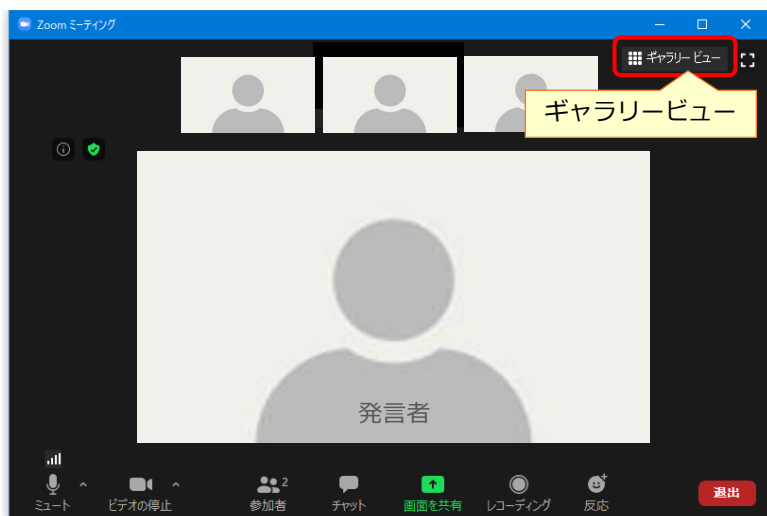 Zoom ミーティング
ギャラリー ビュー
ギャラリービュー
発言者
2
ミュート
ビデオの停止
参加者
チャット
画面を共有
レコーディング
反応
退出